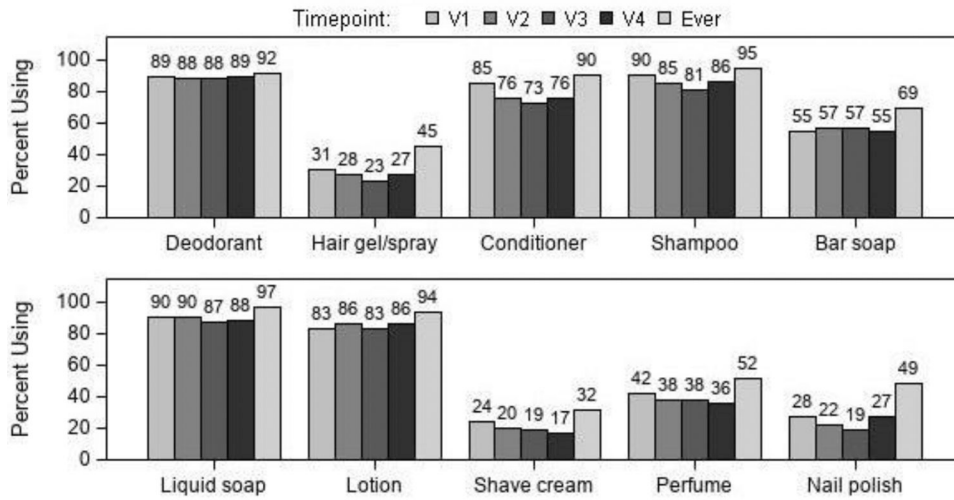 Timepoint: V1 V2 V3 V4 Ever
Percent Using
100
80
60
40
20
0
89 88 88 89 92
31 28 23 27 45
85 76 73 76 90
90 85 81 86 95
55 57 57 55 69
Deodorant Hair gel/spray Conditioner Shampoo Bar soap
Percent Using
100
80
60
40
20
0
90 90 87 88 97
83 86 83 86 94
24 20 19 17 32
42 38 38 36 52
28 22 19 27 49
Liquid soap Lotion Shave cream Perfume Nail polish